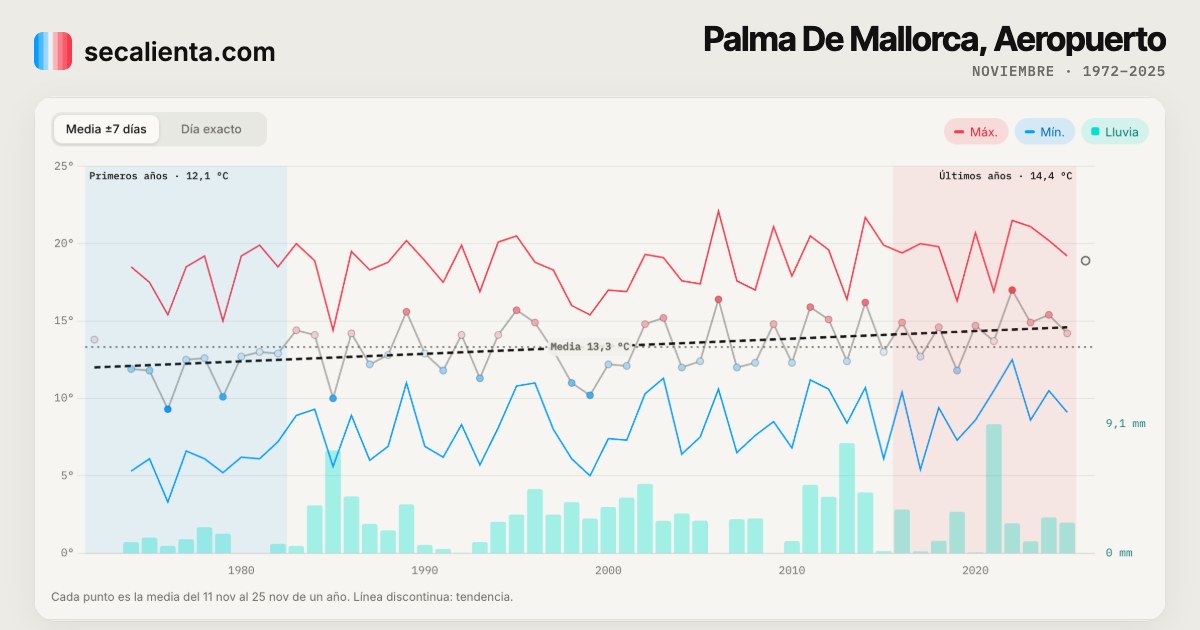 secalienta.com
Palma De Mallorca, Aeropuerto
NOVIEMBRE · 1972–2025
Media ±7 días
Día exacto
Máx.
Mín.
Lluvia
25°
Primeros años · 12,1 ºC
Últimos años · 14,4 ºC
20°
15°
Media 13,3 ºC
10°
9,1 mm
5°
0°
0 mm
1980
1990
2000
2010
2020
Cada punto es la media del 11 nov al 25 nov de un año. Línea discontinua: tendencia.